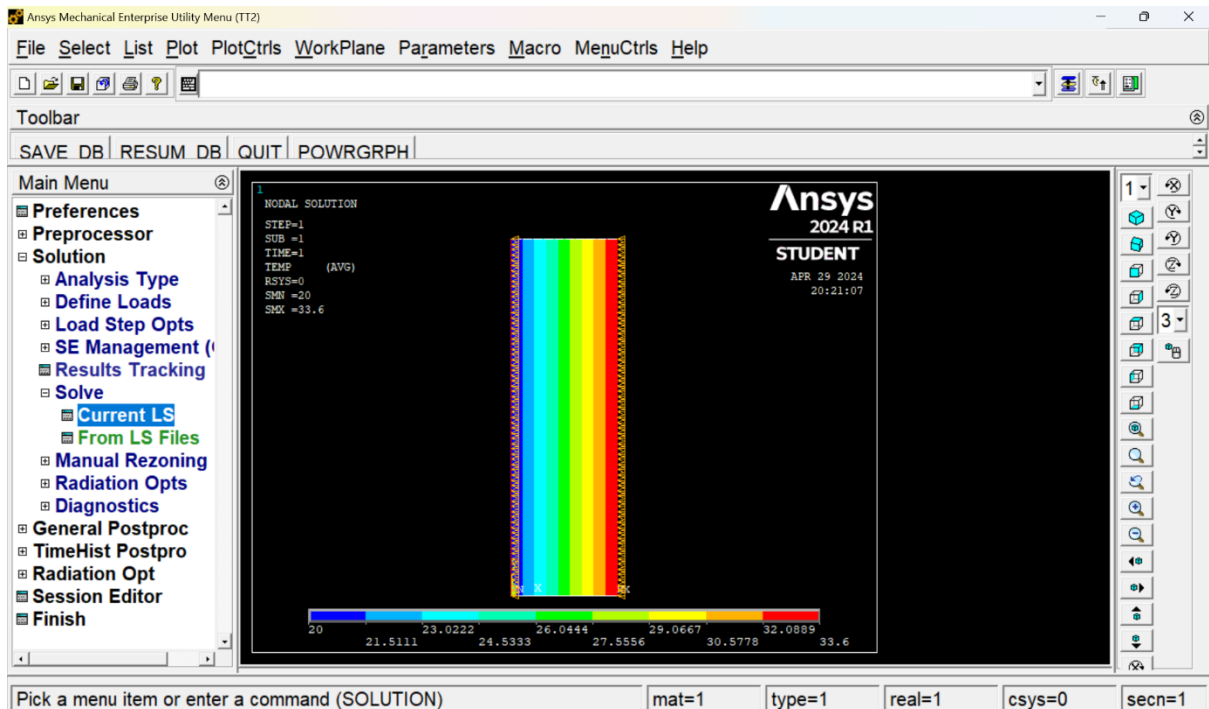 Ansys Mechanical Enterprise Utility Menu (TT2)
File Select List Plot PlotCtrls WorkPlane Parameters Macro MenuCtrls Help
Toolbar
SAVE_DB RESUM_DB QUIT POWRGRPH
Main Menu
Preferences
Preprocessor
Solution
Analysis Type
Define Loads
Load Step Opts
SE Management (
Results Tracking
Solve
Current LS
From LS Files
Manual Rezoning
Radiation Opts
Diagnostics
General Postproc
TimeHist Postpro
Radiation Opt
Session Editor
Finish
1
NODAL SOLUTION
STEP=1
SUB =1
TIME=1
TEMP (AVG)
RSYS=0
SMN =20
SMX =33.6
Ansys
2024 R1
STUDENT
APR 29 2024
20:21:07
X
20 23.0222 26.0444 29.0667 32.0889
21.5111 24.5333 27.5556 30.5778 33.6
1
3
Pick a menu item or enter a command (SOLUTION) mat=1 type=1 real=1 csys=0 secn=1